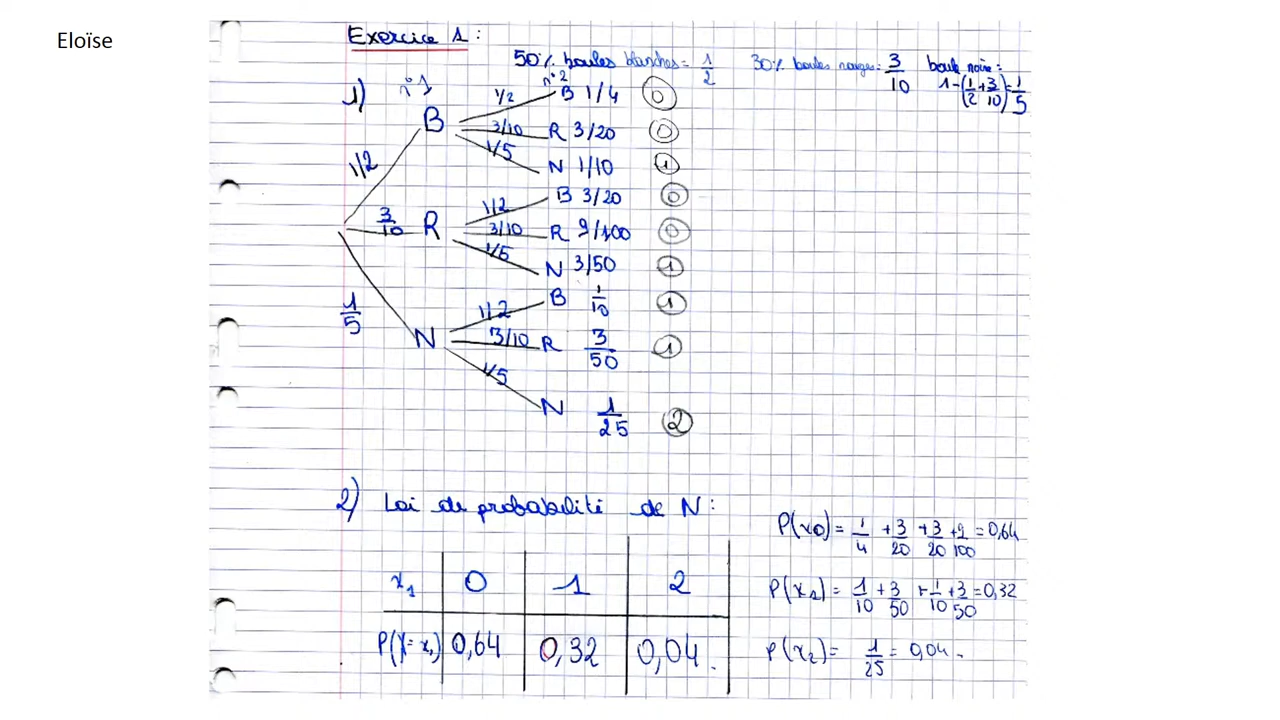 Eloïse
Exercice 1 :
50% boules blanches = 1/2 30% boules rouges : 3/10 boule noire :
1-(1/2+3/10)=1/5
1) n°1 n°2
1/2 B 1/2 B 1/4 0
3/10 R 3/20 0
1/5 N 1/10 1
3/10 R 1/2 B 3/20 0
3/10 R 9/100 0
1/5 N 3/50 1
1/5 N 1/2 B 1/10 1
3/10 R 3/50 1
1/5 N 1/25 2
2) Loi de probabilité de N :
x1 0 1 2
P(X=x1) 0,64 0,32 0,04.
P(x0) = 1/4 + 3/20 + 3/20 + 9/100 = 0,64
P(x1) = 1/10 + 3/50 + 1/10 + 3/50 = 0,32
P(x2) = 1/25 = 0,04.